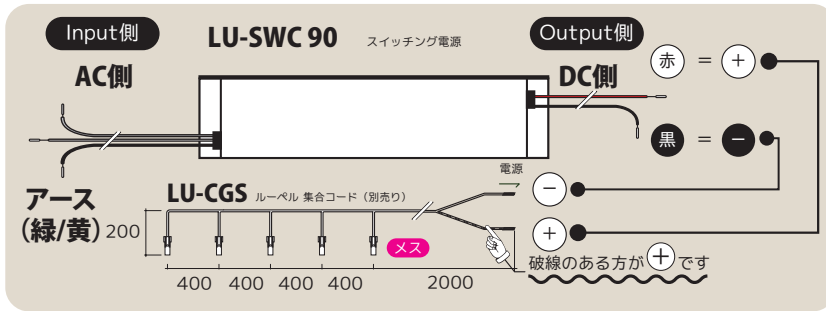 Input側
LU-SWC 90 スイッチング電源
Output側
AC側
DC側
赤 = +
黒 = −
アース
(緑/黄)
LU-CGS ルーペル 集合コード（別売り）
電源
−
+
200
メス
破線のある方が+です
400 400 400 400 2000